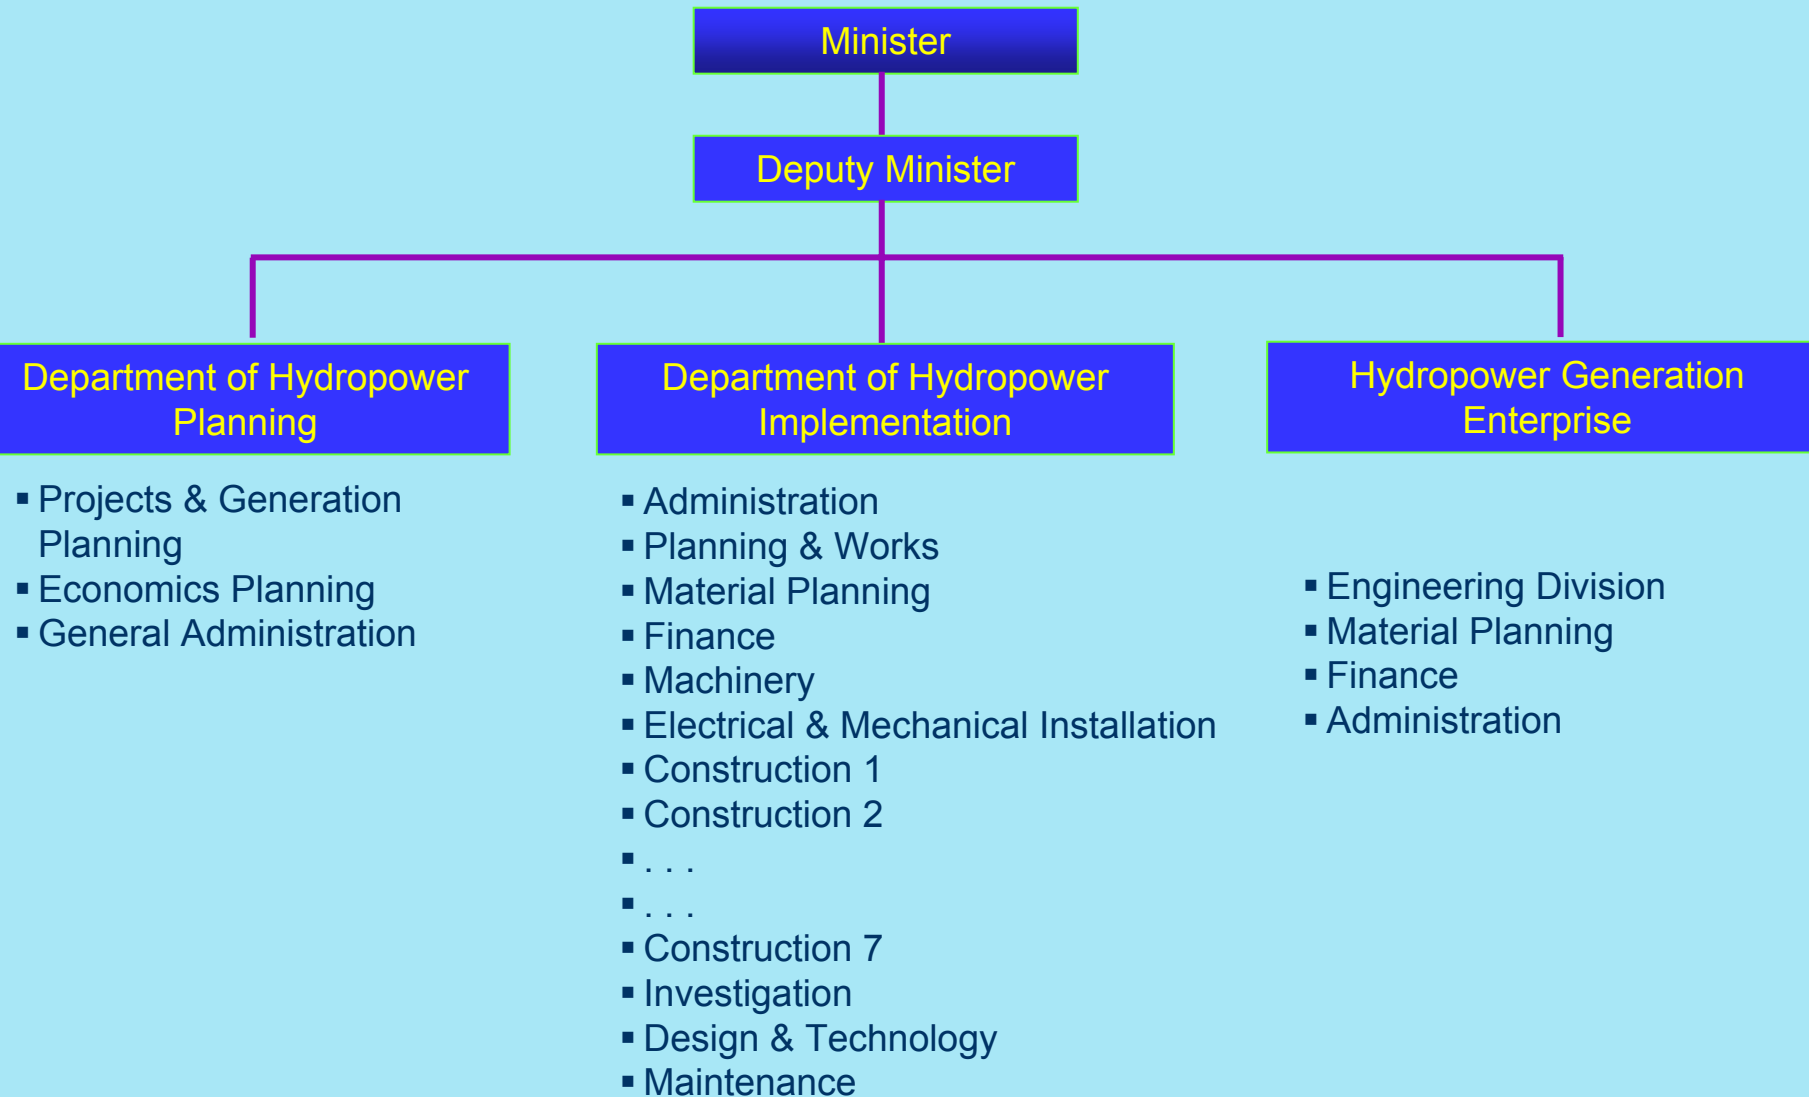 Minister
Deputy Minister
Department of Hydropower
Planning
▪ Projects & Generation
Planning
▪ Economics Planning
▪ General Administration
Department of Hydropower
Implementation
▪ Administration
▪ Planning & Works
▪ Material Planning
▪ Finance
▪ Machinery
▪ Electrical & Mechanical Installation
▪ Construction 1
▪ Construction 2
▪ . . .
▪ . . .
▪ Construction 7
▪ Investigation
▪ Design & Technology
▪ Maintenance
Hydropower Generation
Enterprise
▪ Engineering Division
▪ Material Planning
▪ Finance
▪ Administration